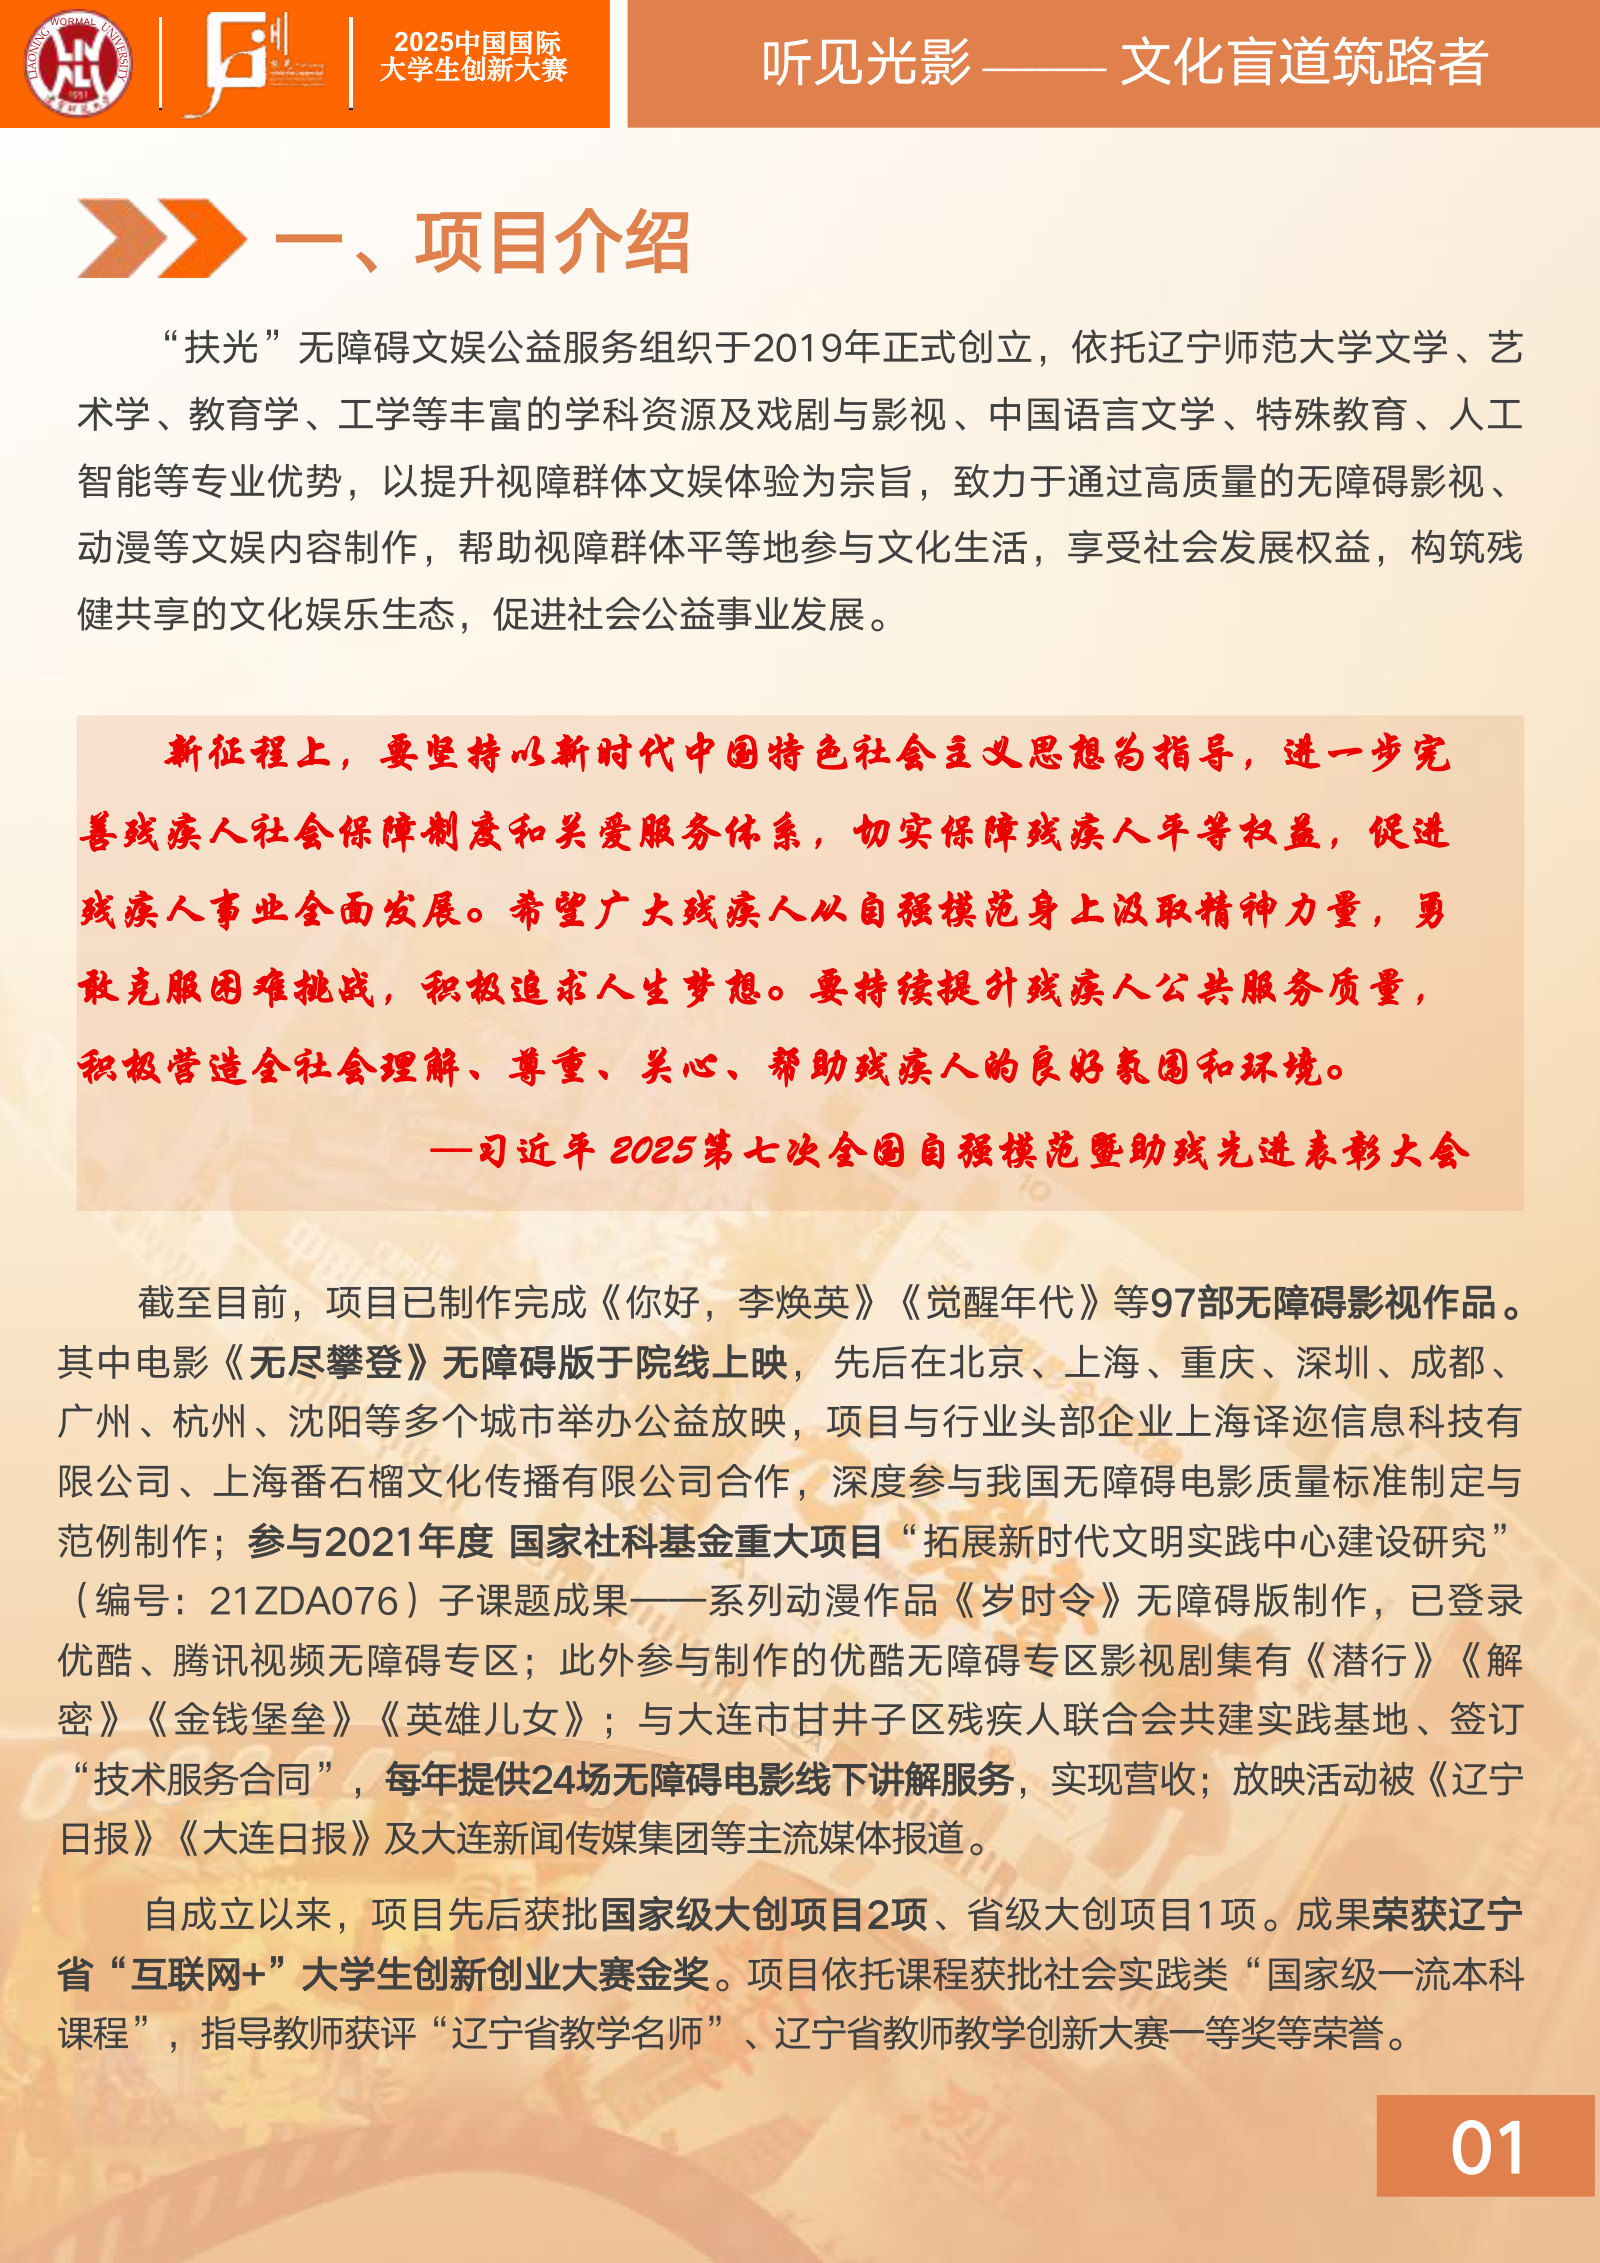 LIAONING WORMAL UNIVERSITY
1951
2025中国国际
大学生创新大赛
听见光影 ——— 文化盲道筑路者
一、项目介绍
“扶光”无障碍文娱公益服务组织于2019年正式创立，依托辽宁师范大学文学、艺
术学、教育学、工学等丰富的学科资源及戏剧与影视、中国语言文学、特殊教育、人工
智能等专业优势，以提升视障群体文娱体验为宗旨，致力于通过高质量的无障碍影视、
动漫等文娱内容制作，帮助视障群体平等地参与文化生活，享受社会发展权益，构筑残
健共享的文化娱乐生态，促进社会公益事业发展。
新征程上，要坚持以新时代中国特色社会主义思想为指导，进一步完
善残疾人社会保障制度和关爱服务体系，切实保障残疾人平等权益，促进
残疾人事业全面发展。希望广大残疾人从自强模范身上汲取精神力量，勇
敢克服困难挑战，积极追求人生梦想。要持续提升残疾人公共服务质量，
积极营造全社会理解、尊重、关心、帮助残疾人的良好氛围和环境。
—习近平 2025第七次全国自强模范暨助残先进表彰大会
截至目前，项目已制作完成《你好，李焕英》《觉醒年代》等97部无障碍影视作品。
其中电影《无尽攀登》无障碍版于院线上映，先后在北京、上海、重庆、深圳、成都、
广州、杭州、沈阳等多个城市举办公益放映，项目与行业头部企业上海译迩信息科技有
限公司、上海番石榴文化传播有限公司合作，深度参与我国无障碍电影质量标准制定与
范例制作；参与2021年度 国家社科基金重大项目“拓展新时代文明实践中心建设研究”
（编号：21ZDA076）子课题成果——系列动漫作品《岁时令》无障碍版制作，已登录
优酷、腾讯视频无障碍专区；此外参与制作的优酷无障碍专区影视剧集有《潜行》《解
密》《金钱堡垒》《英雄儿女》；与大连市甘井子区残疾人联合会共建实践基地、签订
“技术服务合同”，每年提供24场无障碍电影线下讲解服务，实现营收；放映活动被《辽宁
日报》《大连日报》及大连新闻传媒集团等主流媒体报道。
自成立以来，项目先后获批国家级大创项目2项、省级大创项目1项。成果荣获辽宁
省“互联网+”大学生创新创业大赛金奖。项目依托课程获批社会实践类“国家级一流本科
课程”，指导教师获评“辽宁省教学名师”、辽宁省教师教学创新大赛一等奖等荣誉。
01